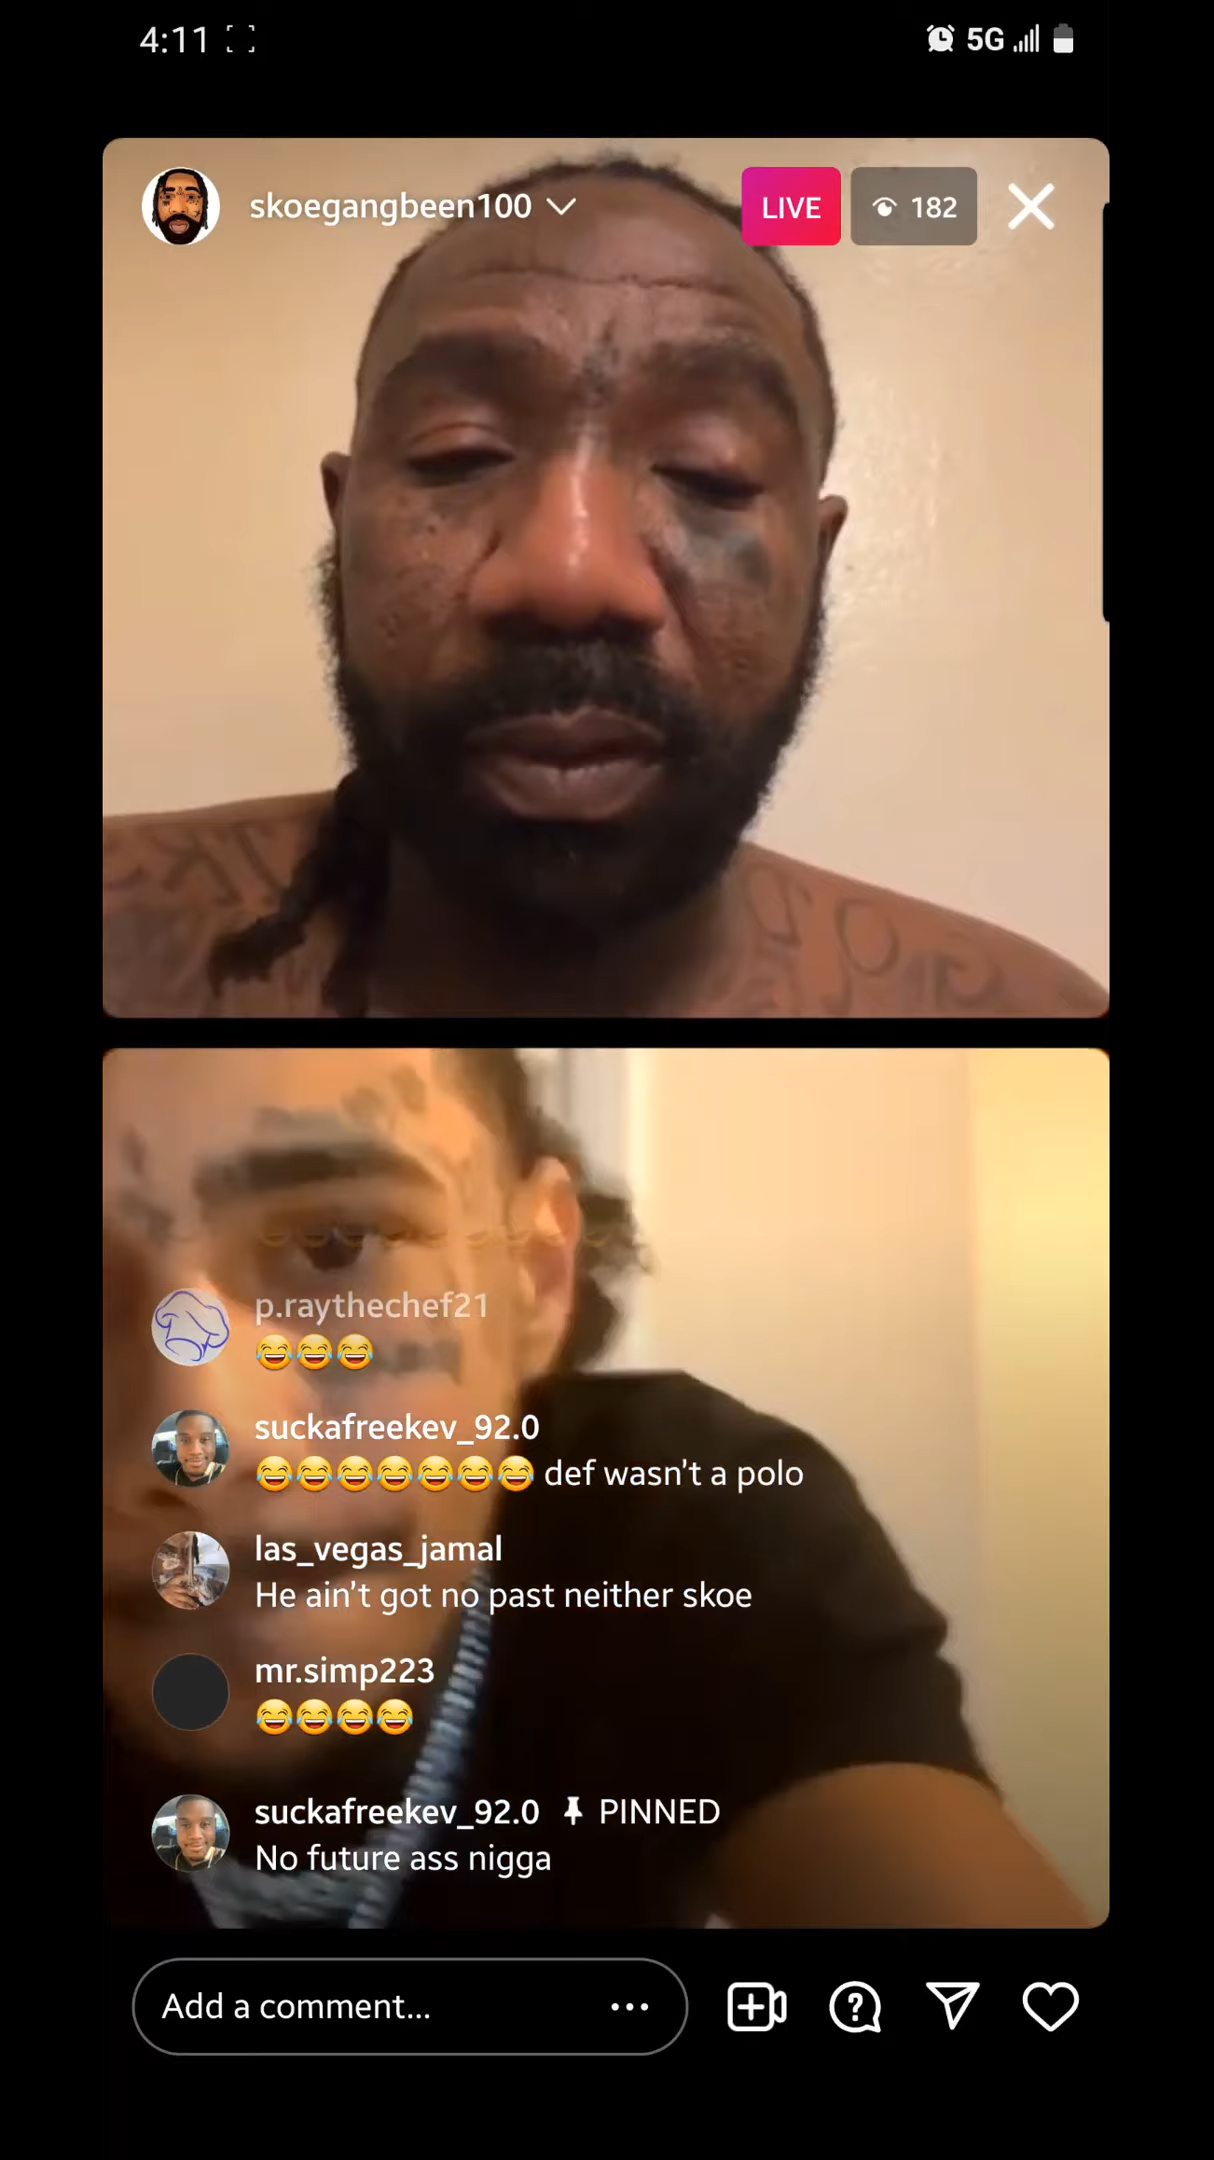 4:11
5G
skoegangbeen100
LIVE
182
p.raythechef21
😂😂😂
suckafreekev_92.0
😂😂😂😂😂😂😂 def wasn't a polo
las_vegas_jamal
He ain't got no past neither skoe
mr.simp223
😂😂😂😂
suckafreekev_92.0 PINNED
No future ass nigga
Add a comment...